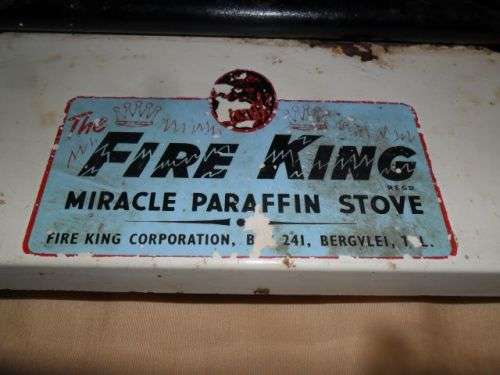 The
FIRE KING
REGD
MIRACLE PARAFFIN STOVE
FIRE KING CORPORATION, 241, BERGVLEI,